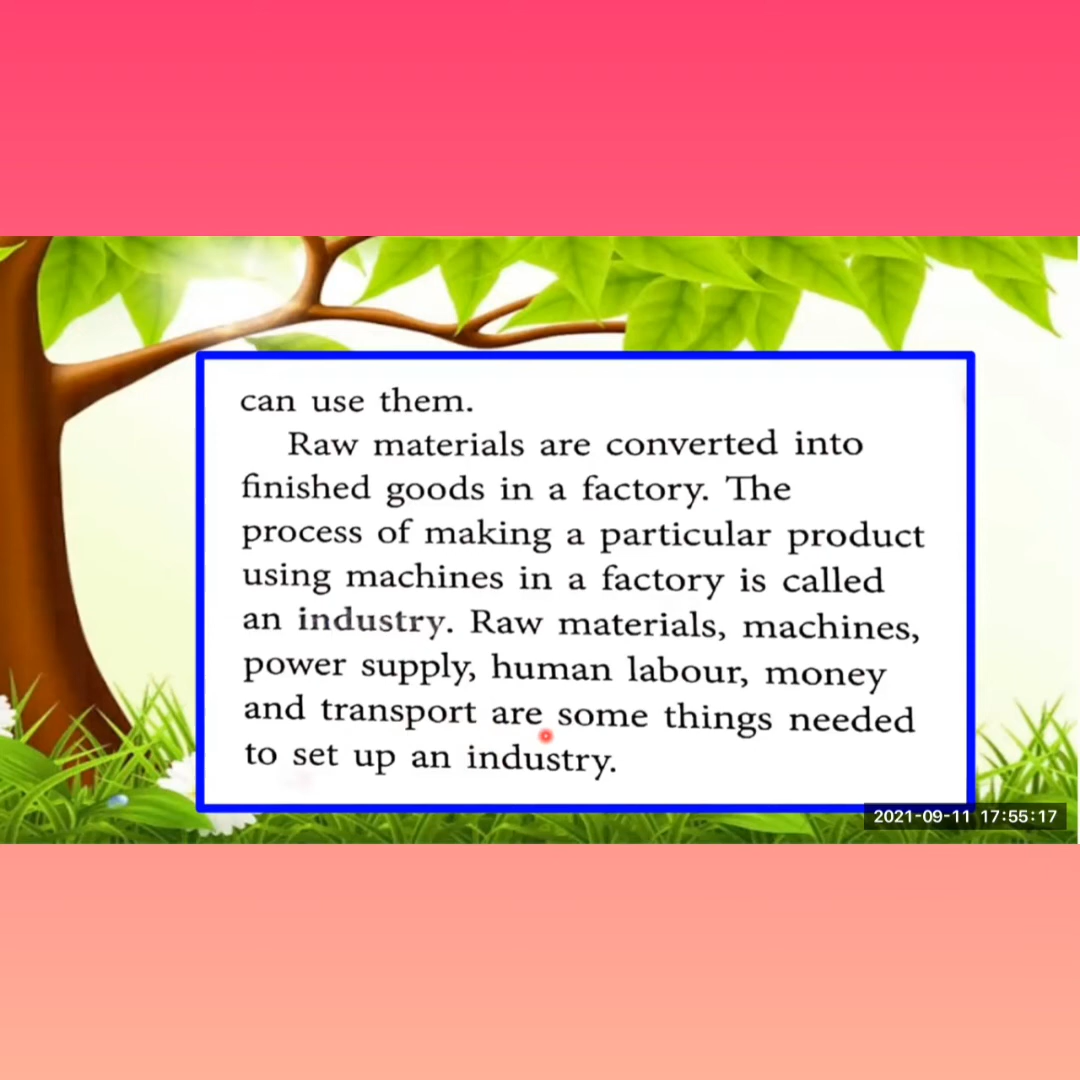 can use them.
Raw materials are converted into
finished goods in a factory. The
process of making a particular product
using machines in a factory is called
an industry. Raw materials, machines,
power supply, human labour, money
and transport are some things needed
to set up an industry.
2021-09-11 17:55:17